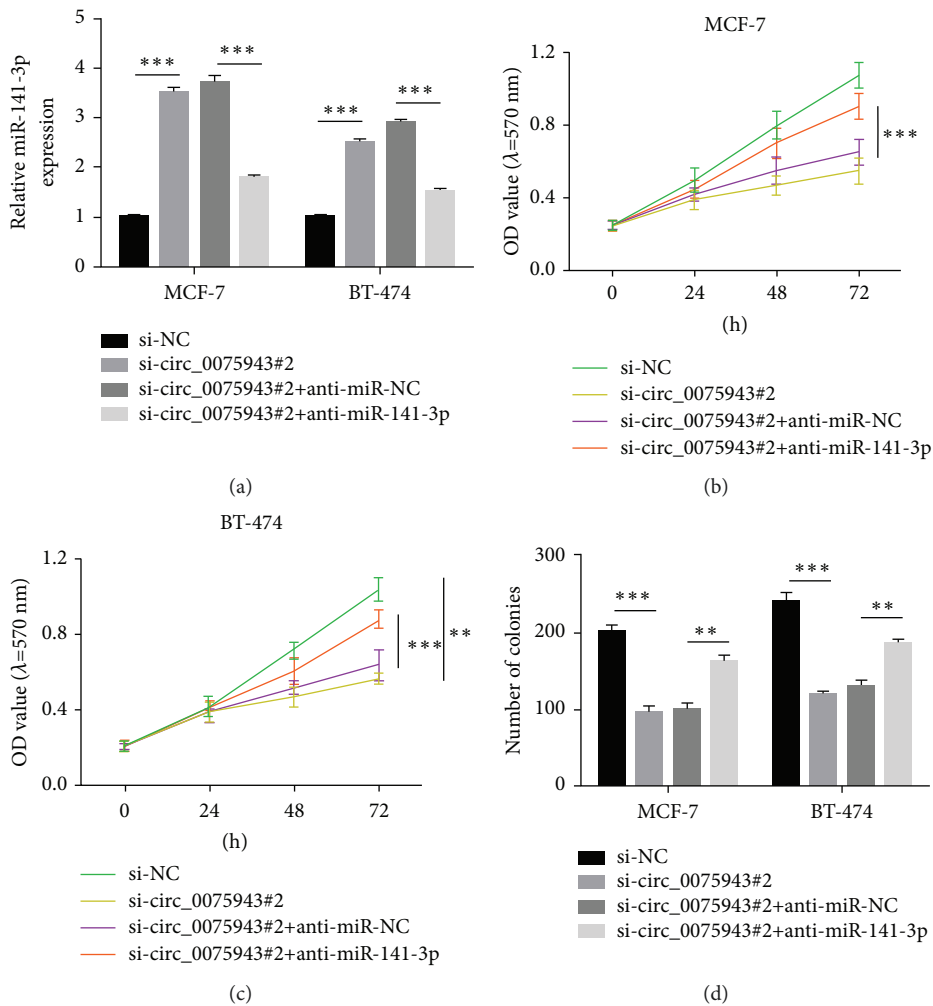 Relative miR-141-3p
expression
5
4
3
2
1
0
*** *** *** ***
MCF-7 BT-474
si-NC
si-circ_0075943#2
si-circ_0075943#2+anti-miR-NC
si-circ_0075943#2+anti-miR-141-3p
(a)
MCF-7
OD value (λ=570 nm)
1.2
0.8
0.4
0.0
***
0 24 48 72
(h)
si-NC
si-circ_0075943#2
si-circ_0075943#2+anti-miR-NC
si-circ_0075943#2+anti-miR-141-3p
(b)
BT-474
OD value (λ=570 nm)
1.2
0.8
0.4
0.0
*** **
0 24 48 72
(h)
si-NC
si-circ_0075943#2
si-circ_0075943#2+anti-miR-NC
si-circ_0075943#2+anti-miR-141-3p
(c)
Number of colonies
300
200
100
0
*** ** *** **
MCF-7 BT-474
si-NC
si-circ_0075943#2
si-circ_0075943#2+anti-miR-NC
si-circ_0075943#2+anti-miR-141-3p
(d)